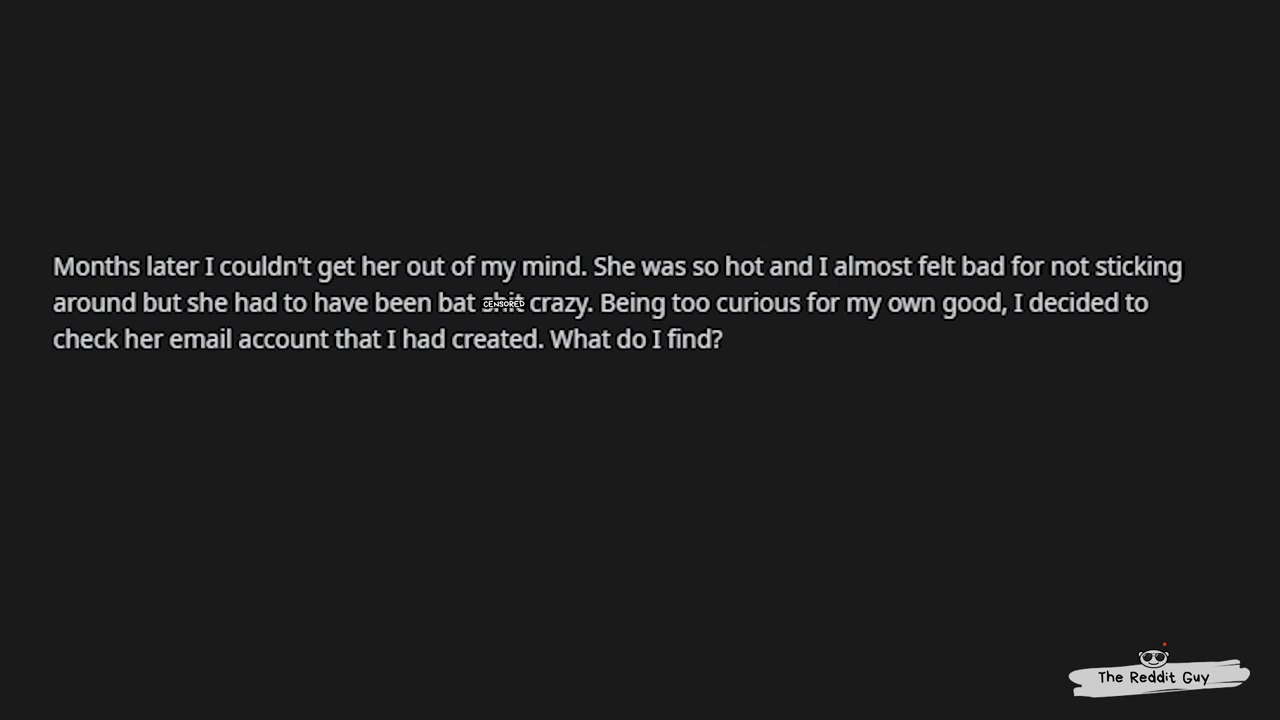 Months later I couldn't get her out of my mind. She was so hot and I almost felt bad for not sticking
around but she had to have been bat shit crazy. Being too curious for my own good, I decided to
CENSORED
check her email account that I had created. What do I find?
The Reddit Guy